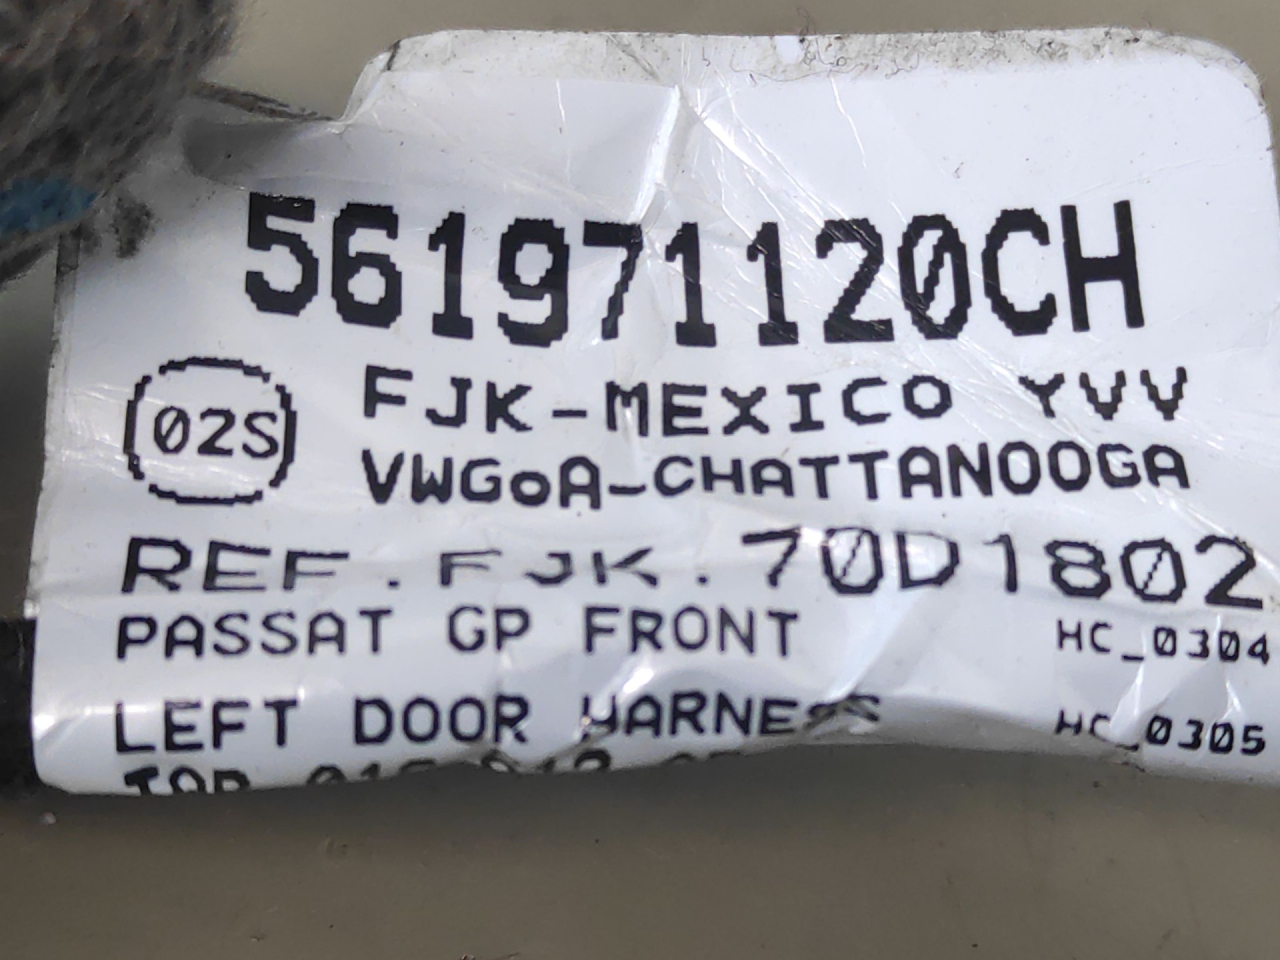 561971120CH
02S
FJK-MEXICO YVV
VWGoA-CHATTANOOGA
REF.FJK.70D1802
PASSAT GP FRONT HC_0304
LEFT DOOR HARNESS HC_0305